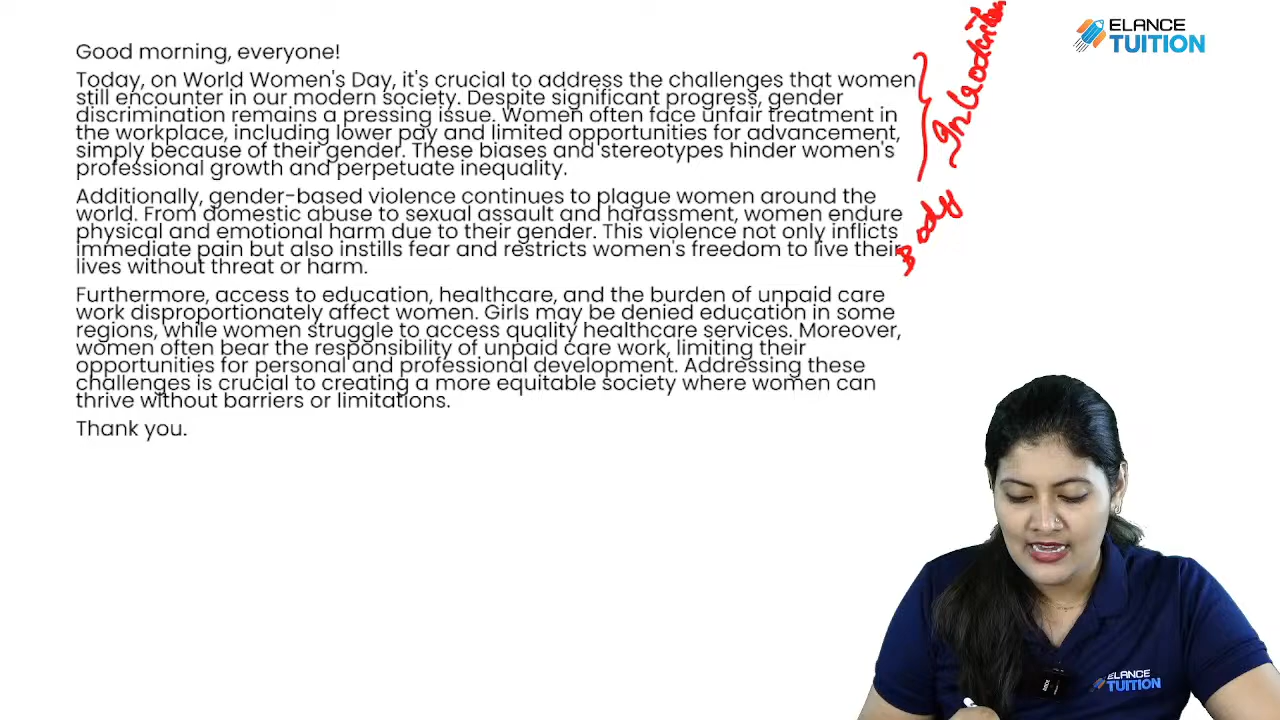 ELANCE
TUITION
Good morning, everyone!
Today, on World Women's Day, it's crucial to address the challenges that women
still encounter in our modern society. Despite significant progress, gender
discrimination remains a pressing issue. Women often face unfair treatment in
the workplace, including lower pay and limited opportunities for advancement,
simply because of their gender. These biases and stereotypes hinder women's
professional growth and perpetuate inequality.
Additionally, gender-based violence continues to plague women around the
world. From domestic abuse to sexual assault and harassment, women endure
physical and emotional harm due to their gender. This violence not only inflicts
immediate pain but also instills fear and restricts women's freedom to live their
lives without threat or harm.
Furthermore, access to education, healthcare, and the burden of unpaid care
work disproportionately affect women. Girls may be denied education in some
regions, while women struggle to access quality healthcare services. Moreover,
women often bear the responsibility of unpaid care work, limiting their
opportunities for personal and professional development. Addressing these
challenges is crucial to creating a more equitable society where women can
thrive without barriers or limitations.
Thank you.
Introduction
Body
ELANCE
ELANCE
TUITION